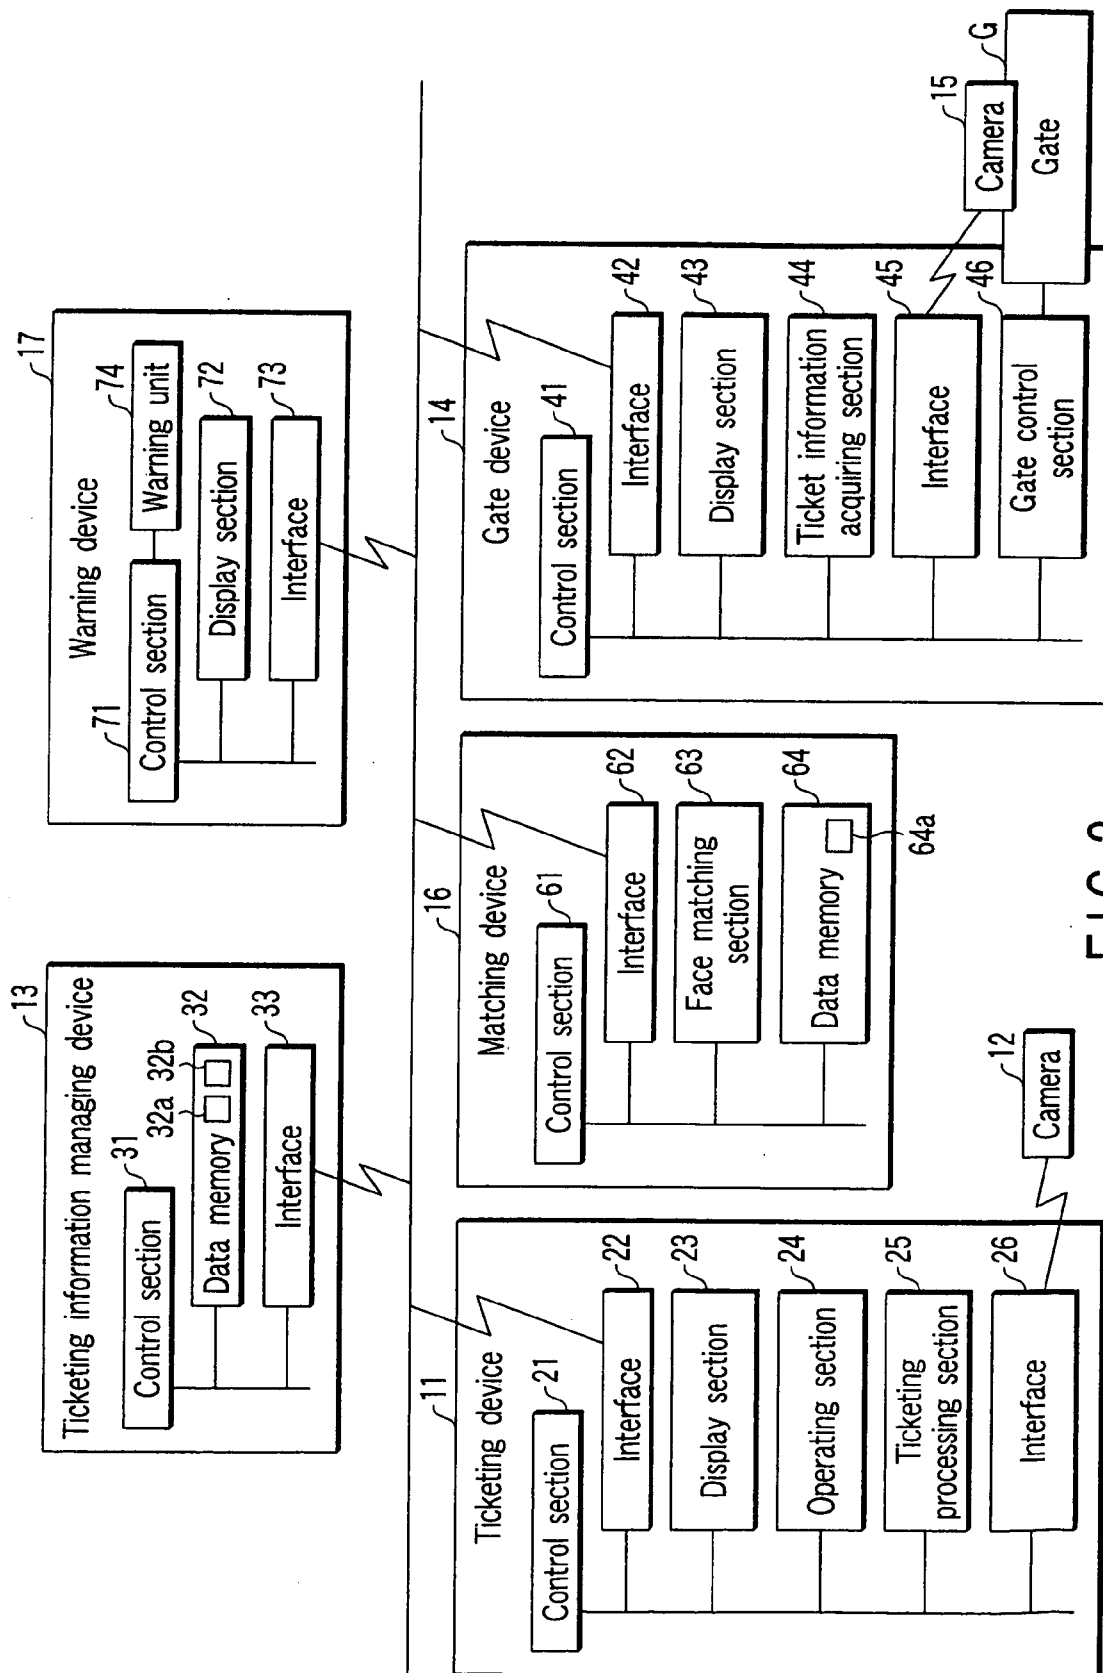 13
Ticketing information managing device
31
Control section
32a
32b
32
Data memory
33
Interface
17
Warning device
71
Control section
74
Warning unit
72
Display section
73
Interface
11
Ticketing device
21
Control section
22
Interface
23
Display section
24
Operating section
25
Ticketing
processing section
26
Interface
12
Camera
16
Matching device
61
Control section
62
Interface
63
Face matching
section
64
Data memory
64a
14
Gate device
41
Control section
42
Interface
43
Display section
44
Ticket information
acquiring section
45
Interface
46
Gate control
section
15
Camera
G
Gate
FIG.